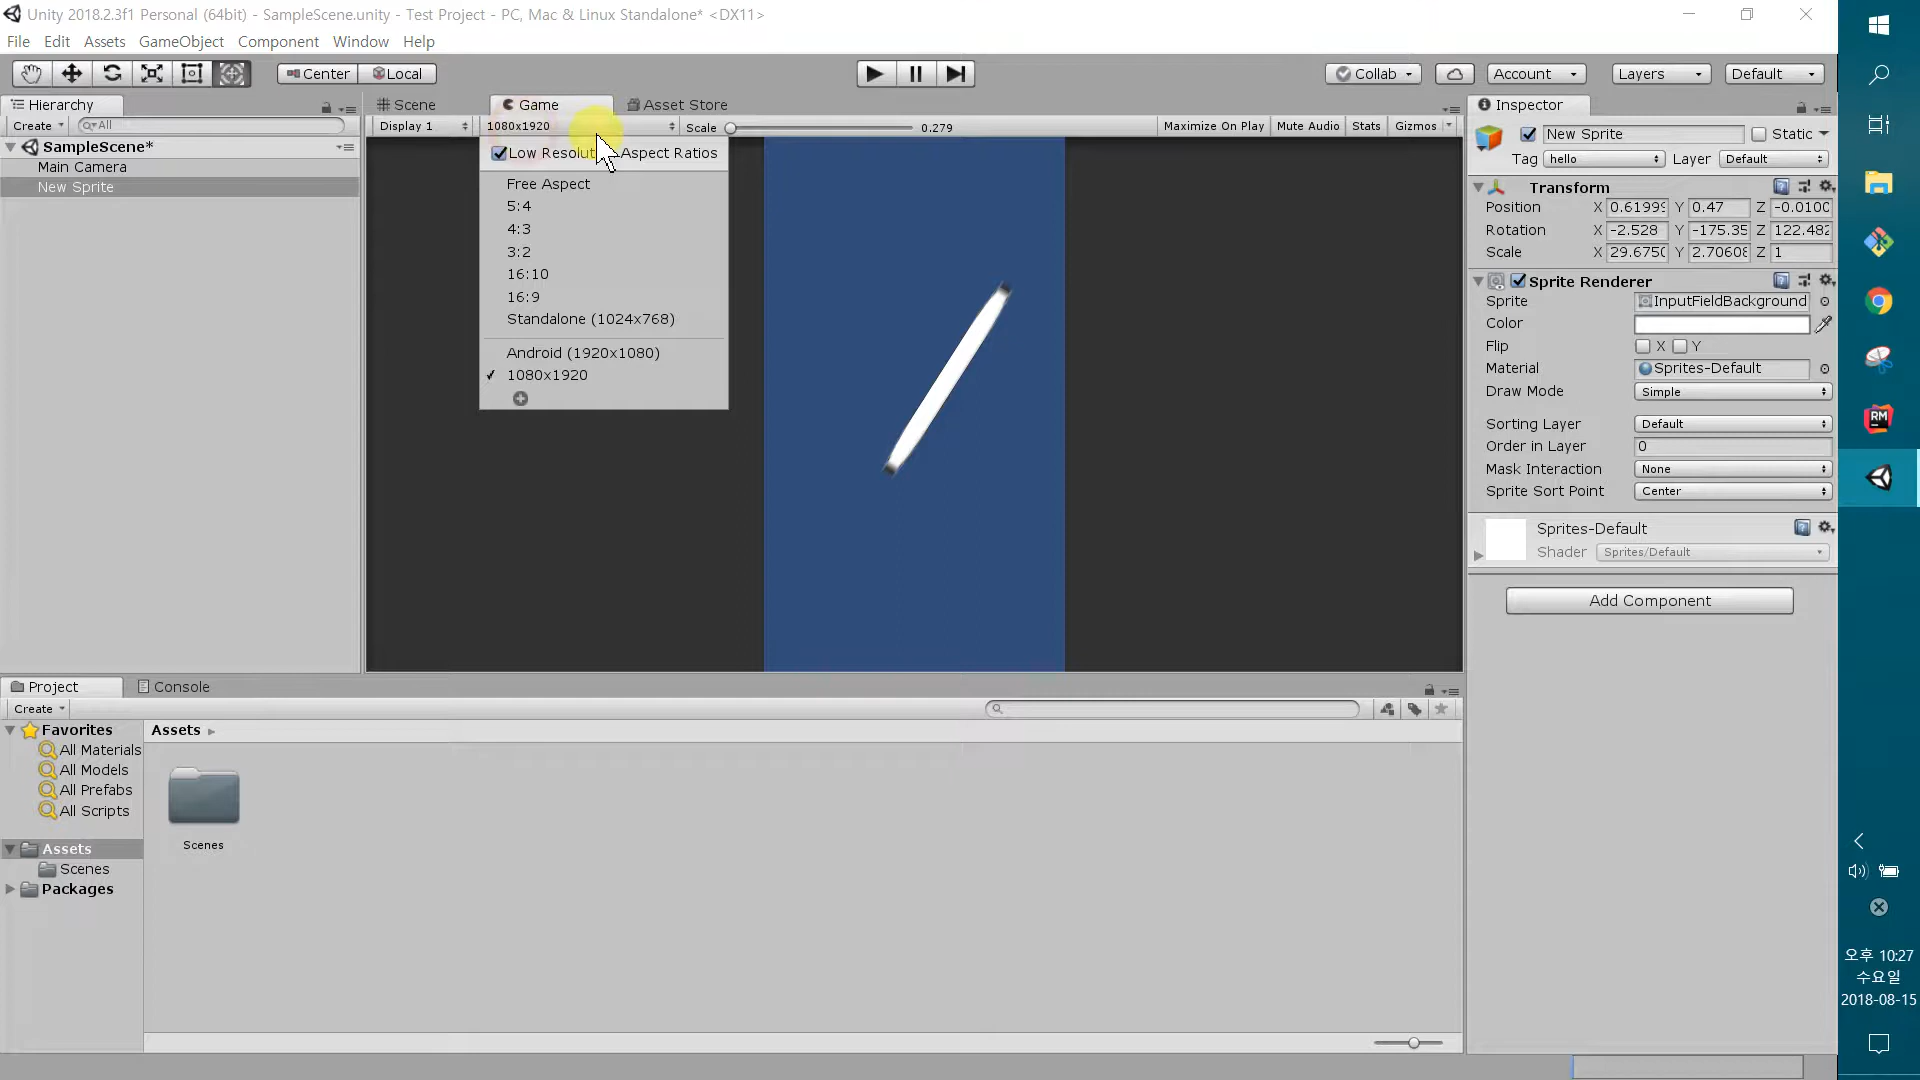 Unity 2018.2.3f1 Personal (64bit) - SampleScene.unity - Test Project - PC, Mac & Linux Standalone* <DX11>
File Edit Assets GameObject Component Window Help
Center Local Collab Account Layers Default
Hierarchy Scene Game Asset Store Inspector
Create All Display 1 1080x1920 Scale 0.279 Maximize On Play Mute Audio Stats Gizmos
New Sprite Static
SampleScene*
Low Aspect Ratios
Tag hello Layer Default
Main Camera
New Sprite
Free Aspect
5:4
4:3
3:2
16:10
16:9
Standalone (1024x768)
Android (1920x1080)
1080x1920
Transform
Position X 0.6199 Y 0.47 Z -0.010
Rotation X -2.528 Y -175.35 Z 122.482
Scale X 29.675 Y 2.7060 Z 1
Sprite Renderer
Sprite InputFieldBackground
Color
Flip X Y
Material Sprites-Default
Draw Mode Simple
Sorting Layer Default
Order in Layer 0
Mask Interaction None
Sprite Sort Point Center
Sprites-Default
Shader Sprites/Default
Add Component
Project Console
Create
Favorites
All Materials
All Models
All Prefabs
All Scripts
Assets
Scenes
Packages
Assets
Scenes
RM
오후 10:27
수요일
2018-08-15